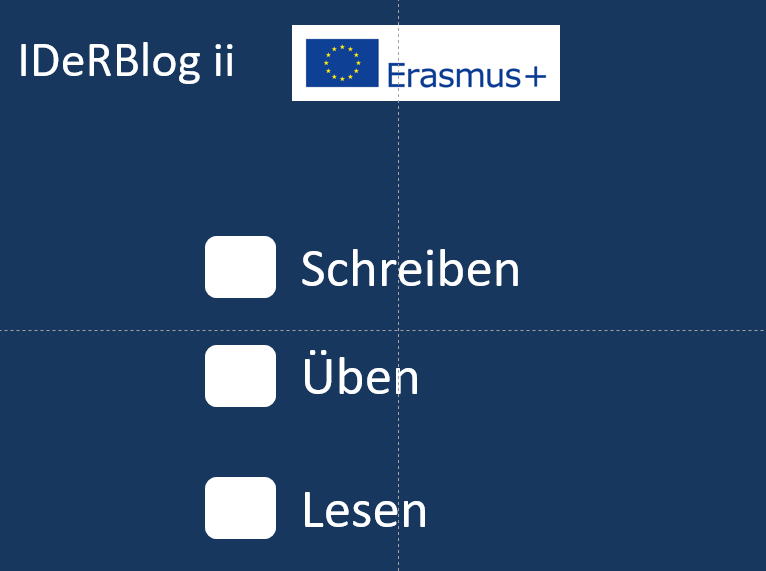 IDeRBlog ii
Erasmus+
Schreiben
Üben
Lesen